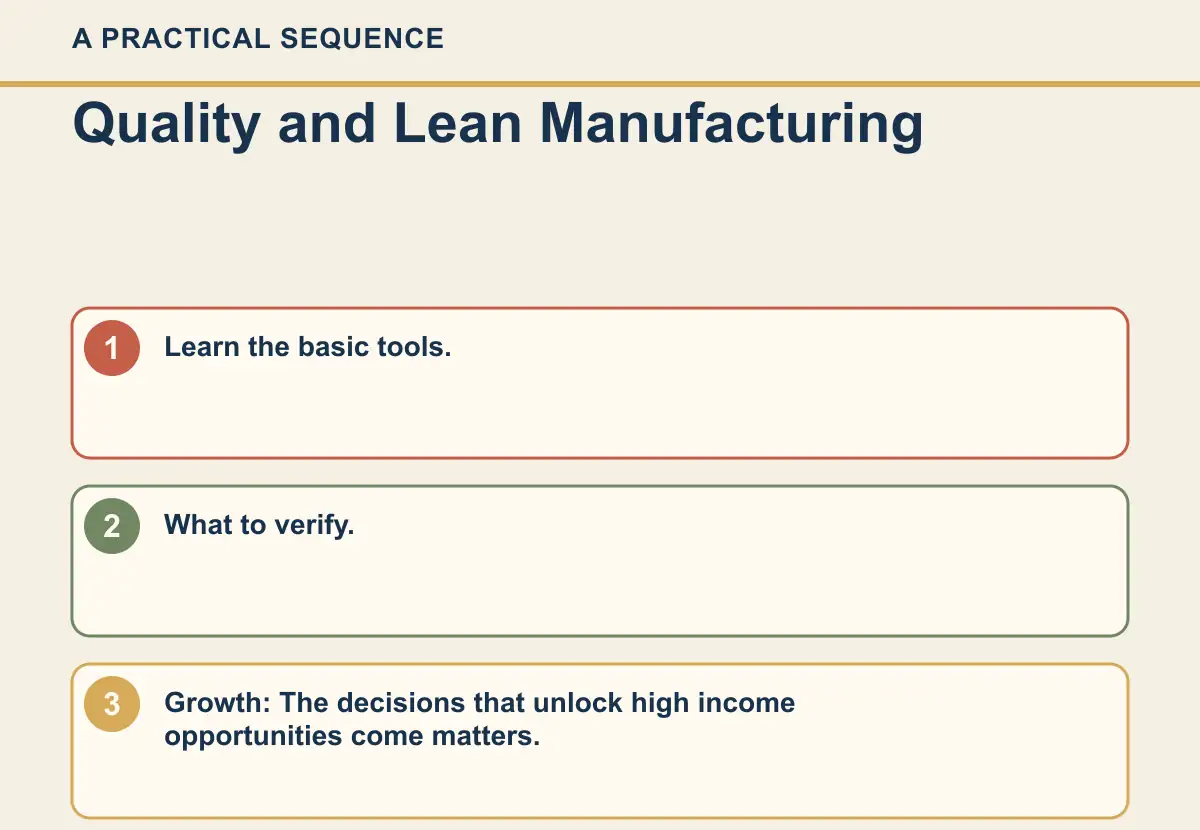 A PRACTICAL SEQUENCE
Quality and Lean Manufacturing
1
Learn the basic tools.
2
What to verify.
3
Growth: The decisions that unlock high income
opportunities come matters.